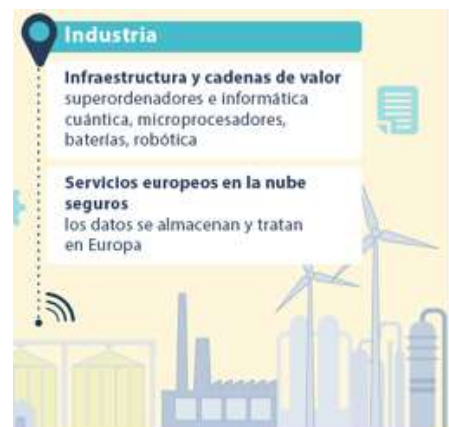 Industria
Infraestructura y cadenas de valor
superordenadores e informática
cuántica, microprocesadores,
baterías, robótica
Servicios europeos en la nube
seguros
los datos se almacenan y tratan
en Europa